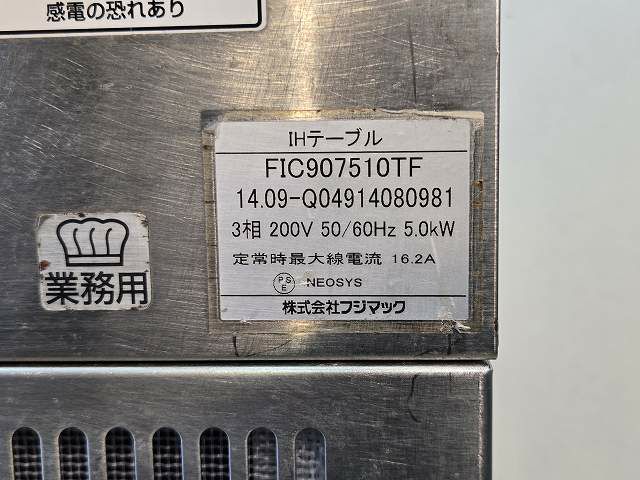 感電の恐れあり
IHテーブル
FIC907510TF
14.09-Q04914080981
3相 200V 50/60Hz 5.0kW
定常時最大線電流 16.2A
PS
E NEOSYS
株式会社フジマック
業務用